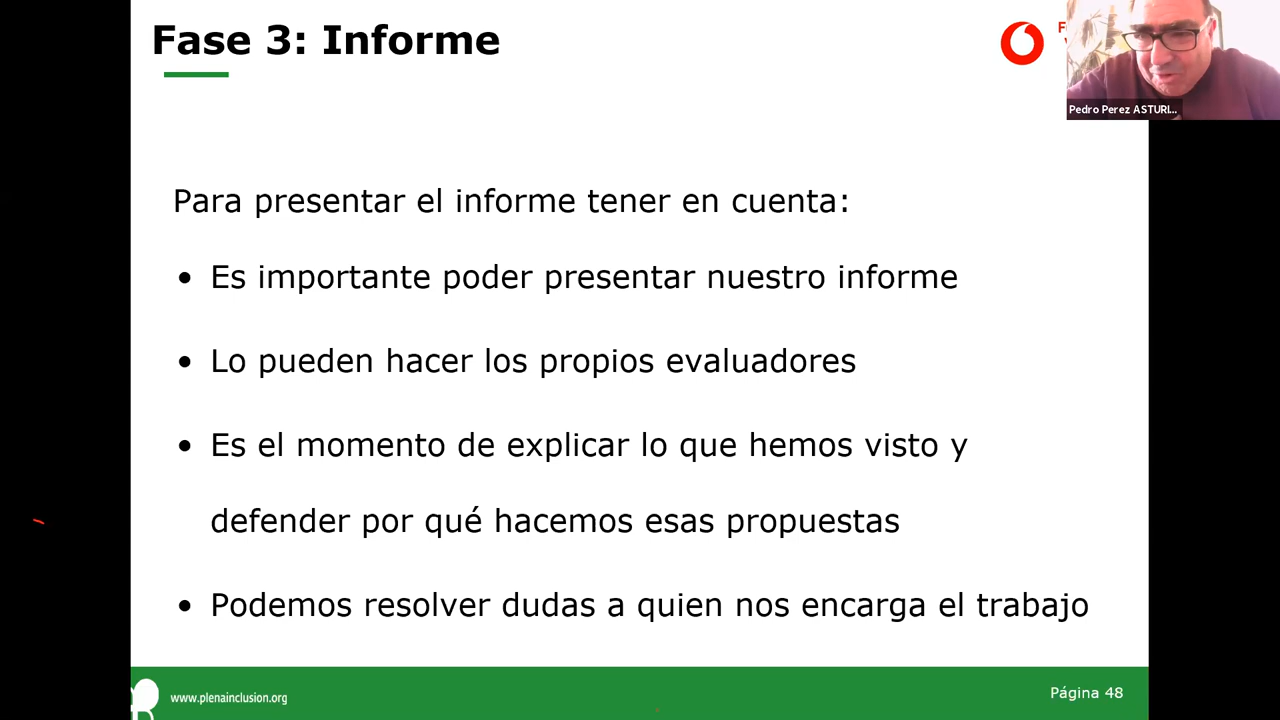 Fase 3: Informe
Pedro Perez ASTURI...
Para presentar el informe tener en cuenta:
• Es importante poder presentar nuestro informe
• Lo pueden hacer los propios evaluadores
• Es el momento de explicar lo que hemos visto y
defender por qué hacemos esas propuestas
• Podemos resolver dudas a quien nos encarga el trabajo
www.plenainclusion.org
Página 48